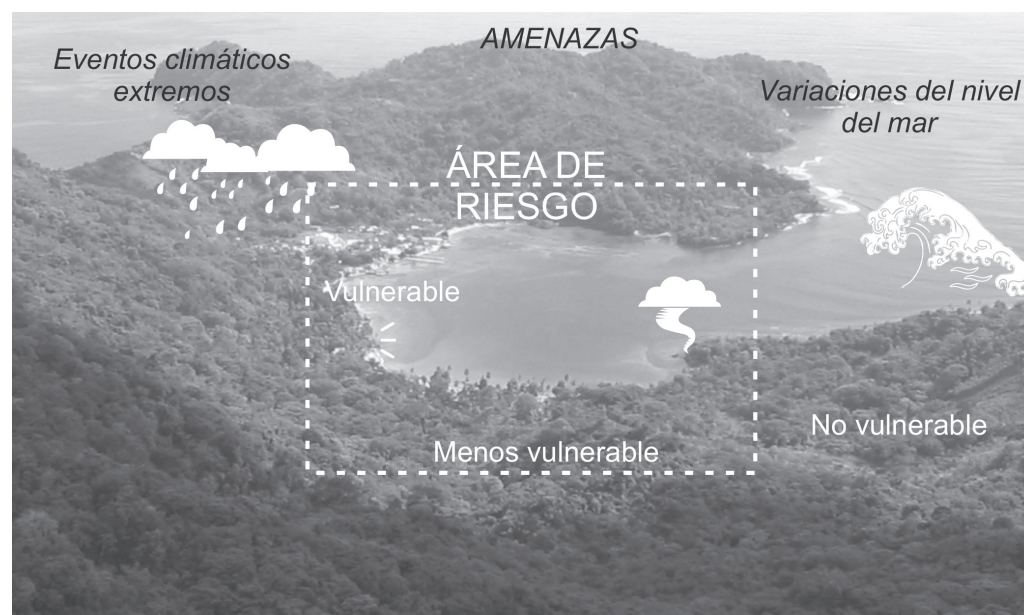 AMENAZAS
Eventos climáticos
extremos
Variaciones del nivel
del mar
ÁREA DE
RIESGO
Vulnerable
No vulnerable
Menos vulnerable